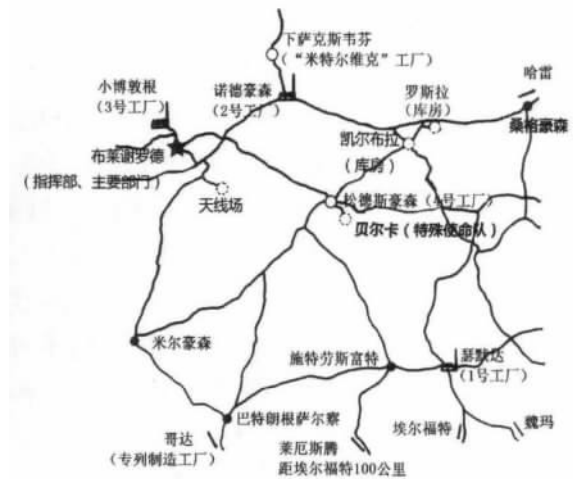 下萨克斯韦芬
(“米特尔维克”工厂)
哈雷
小博敦根
(3号工厂)
诺德豪森
(2号工厂)
罗斯拉
(库房)
桑格豪森
凯尔布拉
(库房)
布莱谢罗德
(指挥部、主要部门)
天线场
松德斯豪森(4号工厂)
贝尔卡(特殊使命队)
米尔豪森
施特劳斯富特
瑟默达
(1号工厂)
巴特朗根萨尔察
哥达
(专列制造工厂)
莱厄斯腾
距埃尔福特100公里
埃尔福特
魏玛